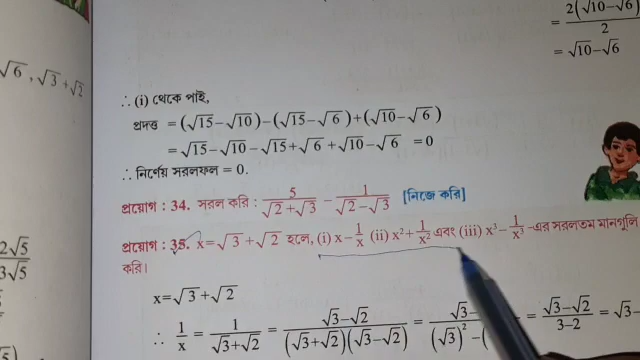 2(√10−√6)
2
= √10−√6
√6 , √3 + √2
∴ (i) থেকে পাই,
প্রদত্ত = (√15−√10)−(√15−√6)+(√10−√6)
= √15−√10−√15+√6+√10−√6 =0
∴ নির্ণেয় সরলফল = 0.
প্রয়োগ : 34. সরল করি : 5/(√2+√3) − 1/(√2−√3) [নিজে করি]
প্রয়োগ : 35. x=√3+√2 হলে, (i) x−1/x (ii) x²+1/x² এবং (iii) x³−1/x³ -এর সরলতম মানগুলি
করি।
2√5
3√5
x=√3+√2
∴ 1/x = 1/(√3+√2) = (√3−√2)/((√3+√2)(√3−√2)) = √3−/((√3)²−( = (√3−√2)/(3−2) = √3−